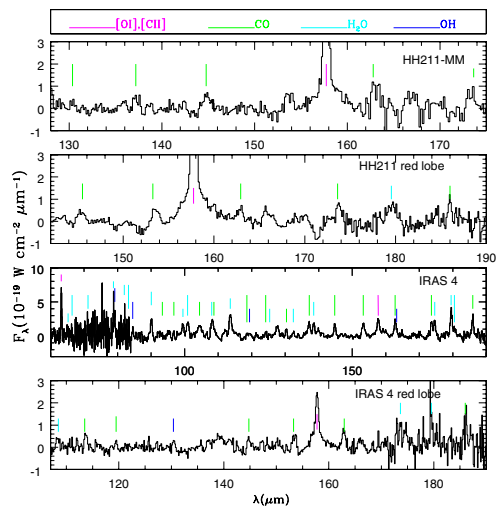 [OI],[CII] CO H₂O OH
3
2
1
0
-1
HH211-MM
130 140 150 160 170
3
2
1
0
-1
HH211 red lobe
150 160 170 180 190
10
5
0
IRAS 4
100 150
3
2
1
0
-1
IRAS 4 red lobe
120 140 160 180
F_λ(10⁻¹⁹ W cm⁻² μm⁻¹)
λ(μm)